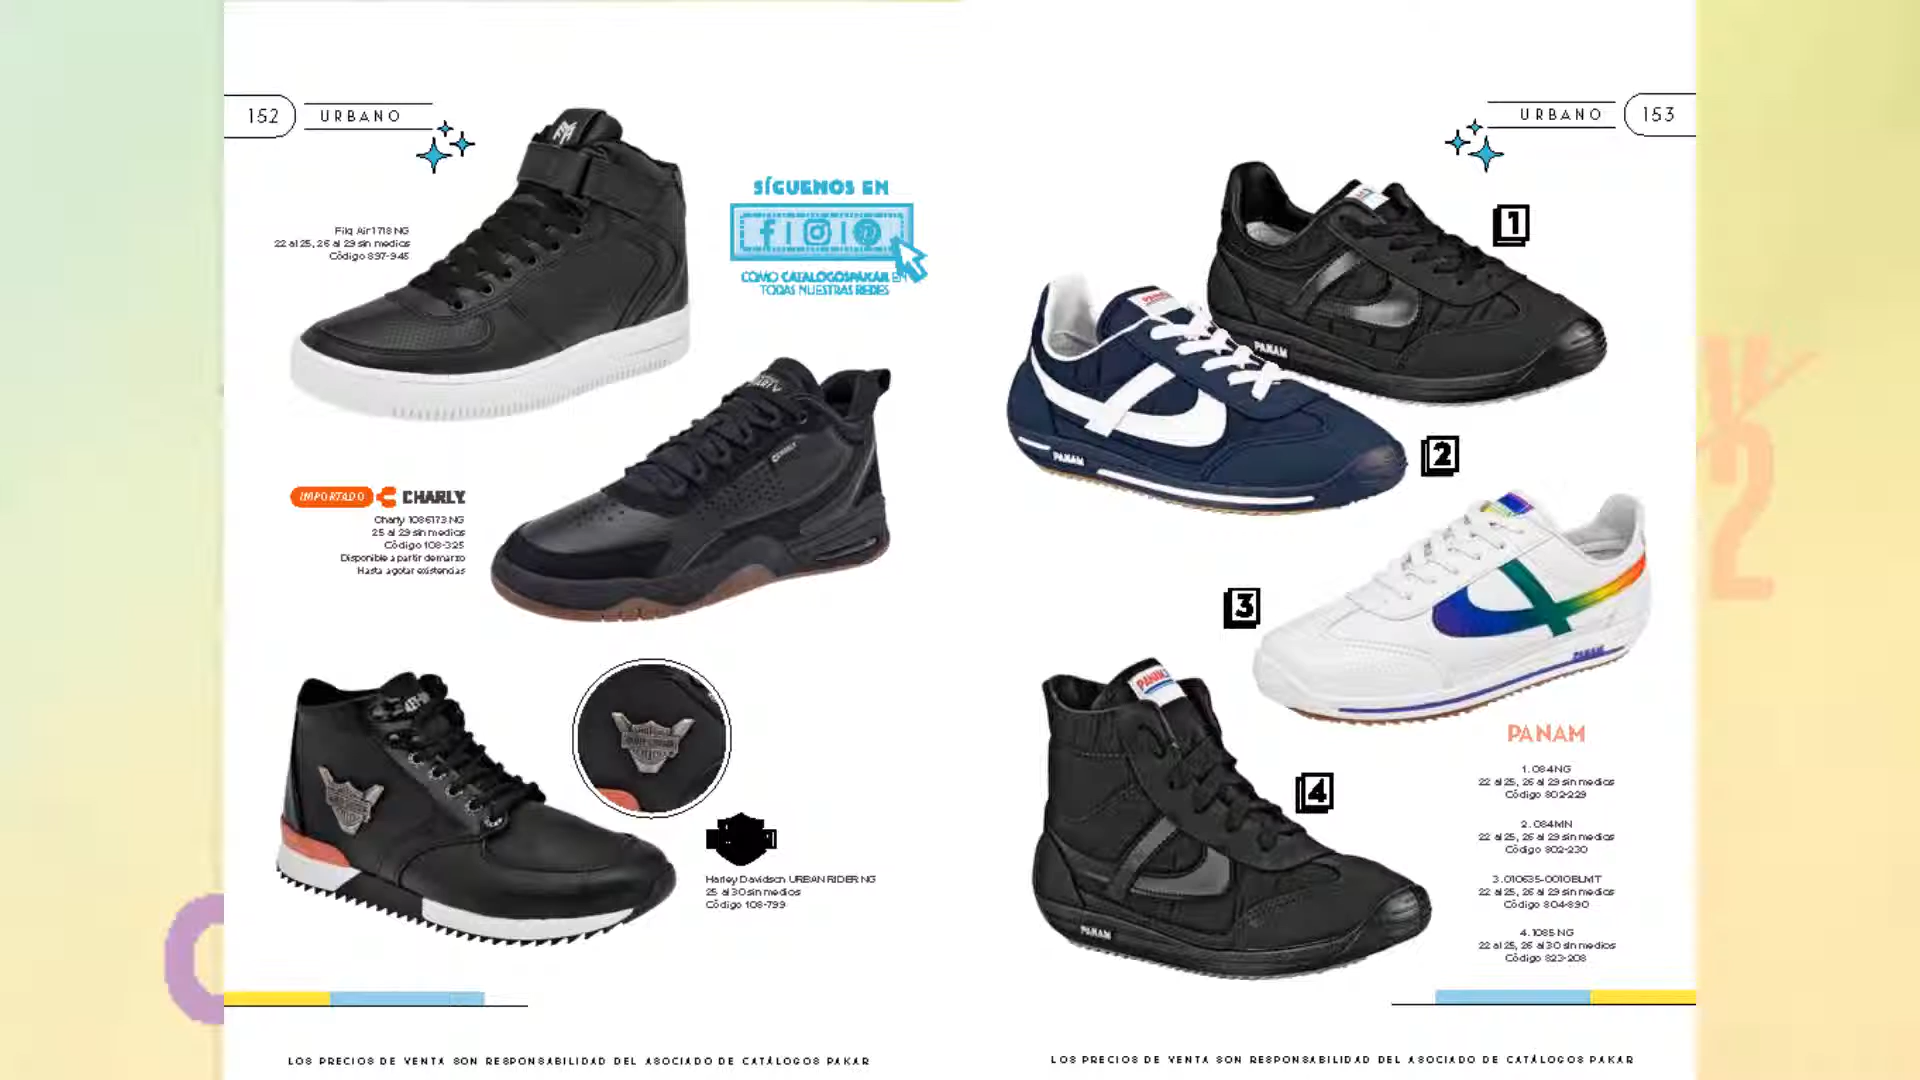 152
URBANO
Filq Air 1718 NG
22 al 25, 26 al 29 sin medios
Código 897-945
SÍGUENOS EN
COMO CATALOGOSPAKAR EN
TODAS NUESTRAS REDES
IMPORTADO CHARLY
Charly 1086173 NG
25 al 29 sin medios
Código 108-325
Disponible a partir de marzo
Hasta agotar existencias
CHARLY
Harley Davidson URBAN RIDER NG
25 al 30 sin medios
Código 108-799
LOS PRECIOS DE VENTA SON RESPONSABILIDAD DEL ASOCIADO DE CATÁLOGOS PAKAR
URBANO
153
1
PANAM
2
PANAM
3
PANAM
PANAM
4
PANAM
PANAM
1. 084 NG
22 al 25, 26 al 29 sin medios
Código 802-229
2. 084 MN
22 al 25, 26 al 29 sin medios
Código 802-230
3. 010635-0010BLMT
22 al 25, 26 al 29 sin medios
Código 804-890
4. 1085 NG
22 al 25, 26 al 30 sin medios
Código 823-208
LOS PRECIOS DE VENTA SON RESPONSABILIDAD DEL ASOCIADO DE CATÁLOGOS PAKAR